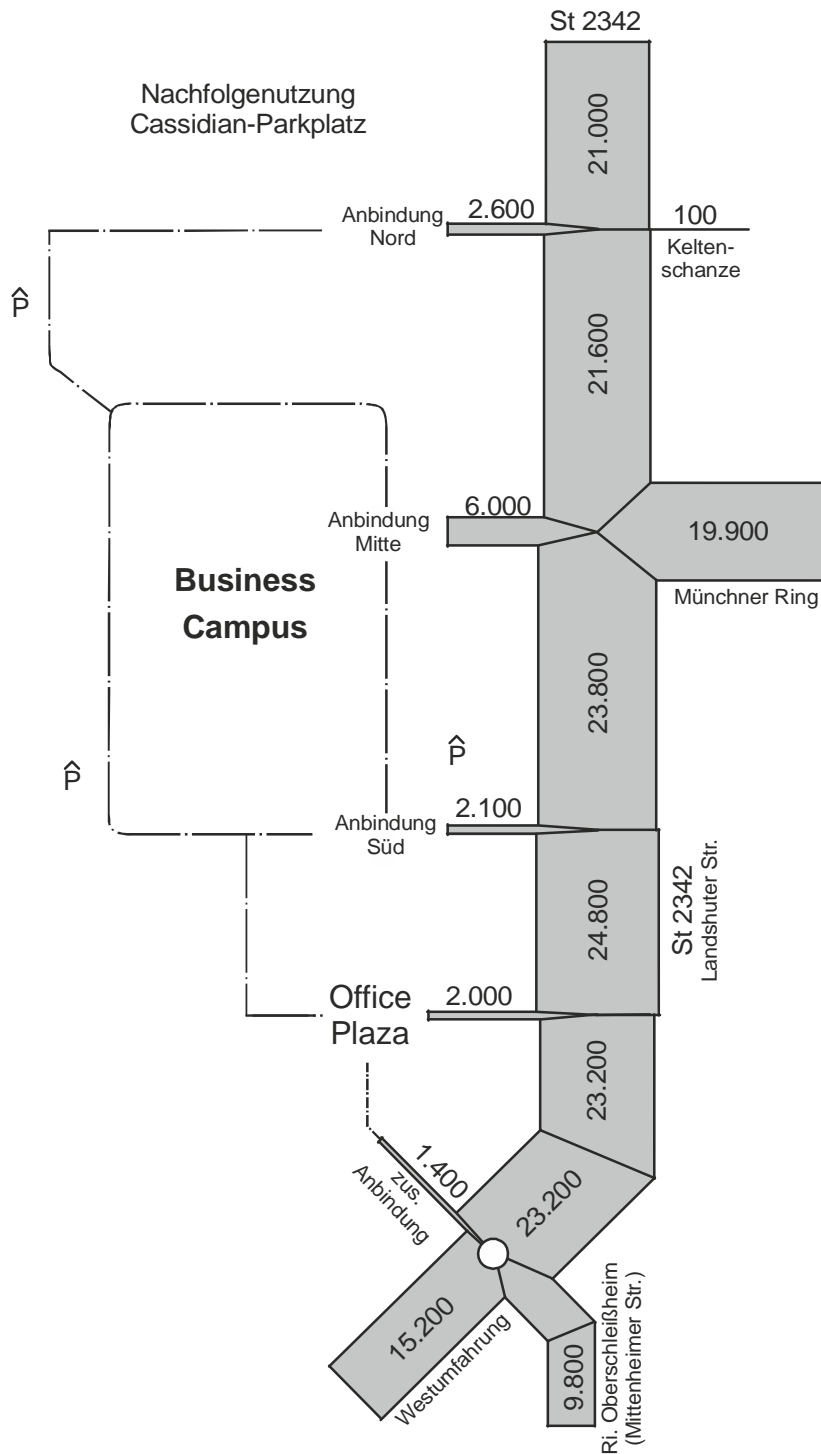 St 2342
Nachfolgenutzung
Cassidian-Parkplatz
21.000
Anbindung
Nord
2.600
100
Kelten-
schanze
P
21.600
Anbindung
Mitte
6.000
19.900
Münchner Ring
Business
Campus
23.800
P
P
Anbindung
Süd
2.100
24.800
St 2342
Landshuter Str.
Office
Plaza
2.000
23.200
1.400
zus.
Anbindung
23.200
15.200
Westumfahrung
9.800
Ri. Oberschleißheim
(Mittenheimer Str.)